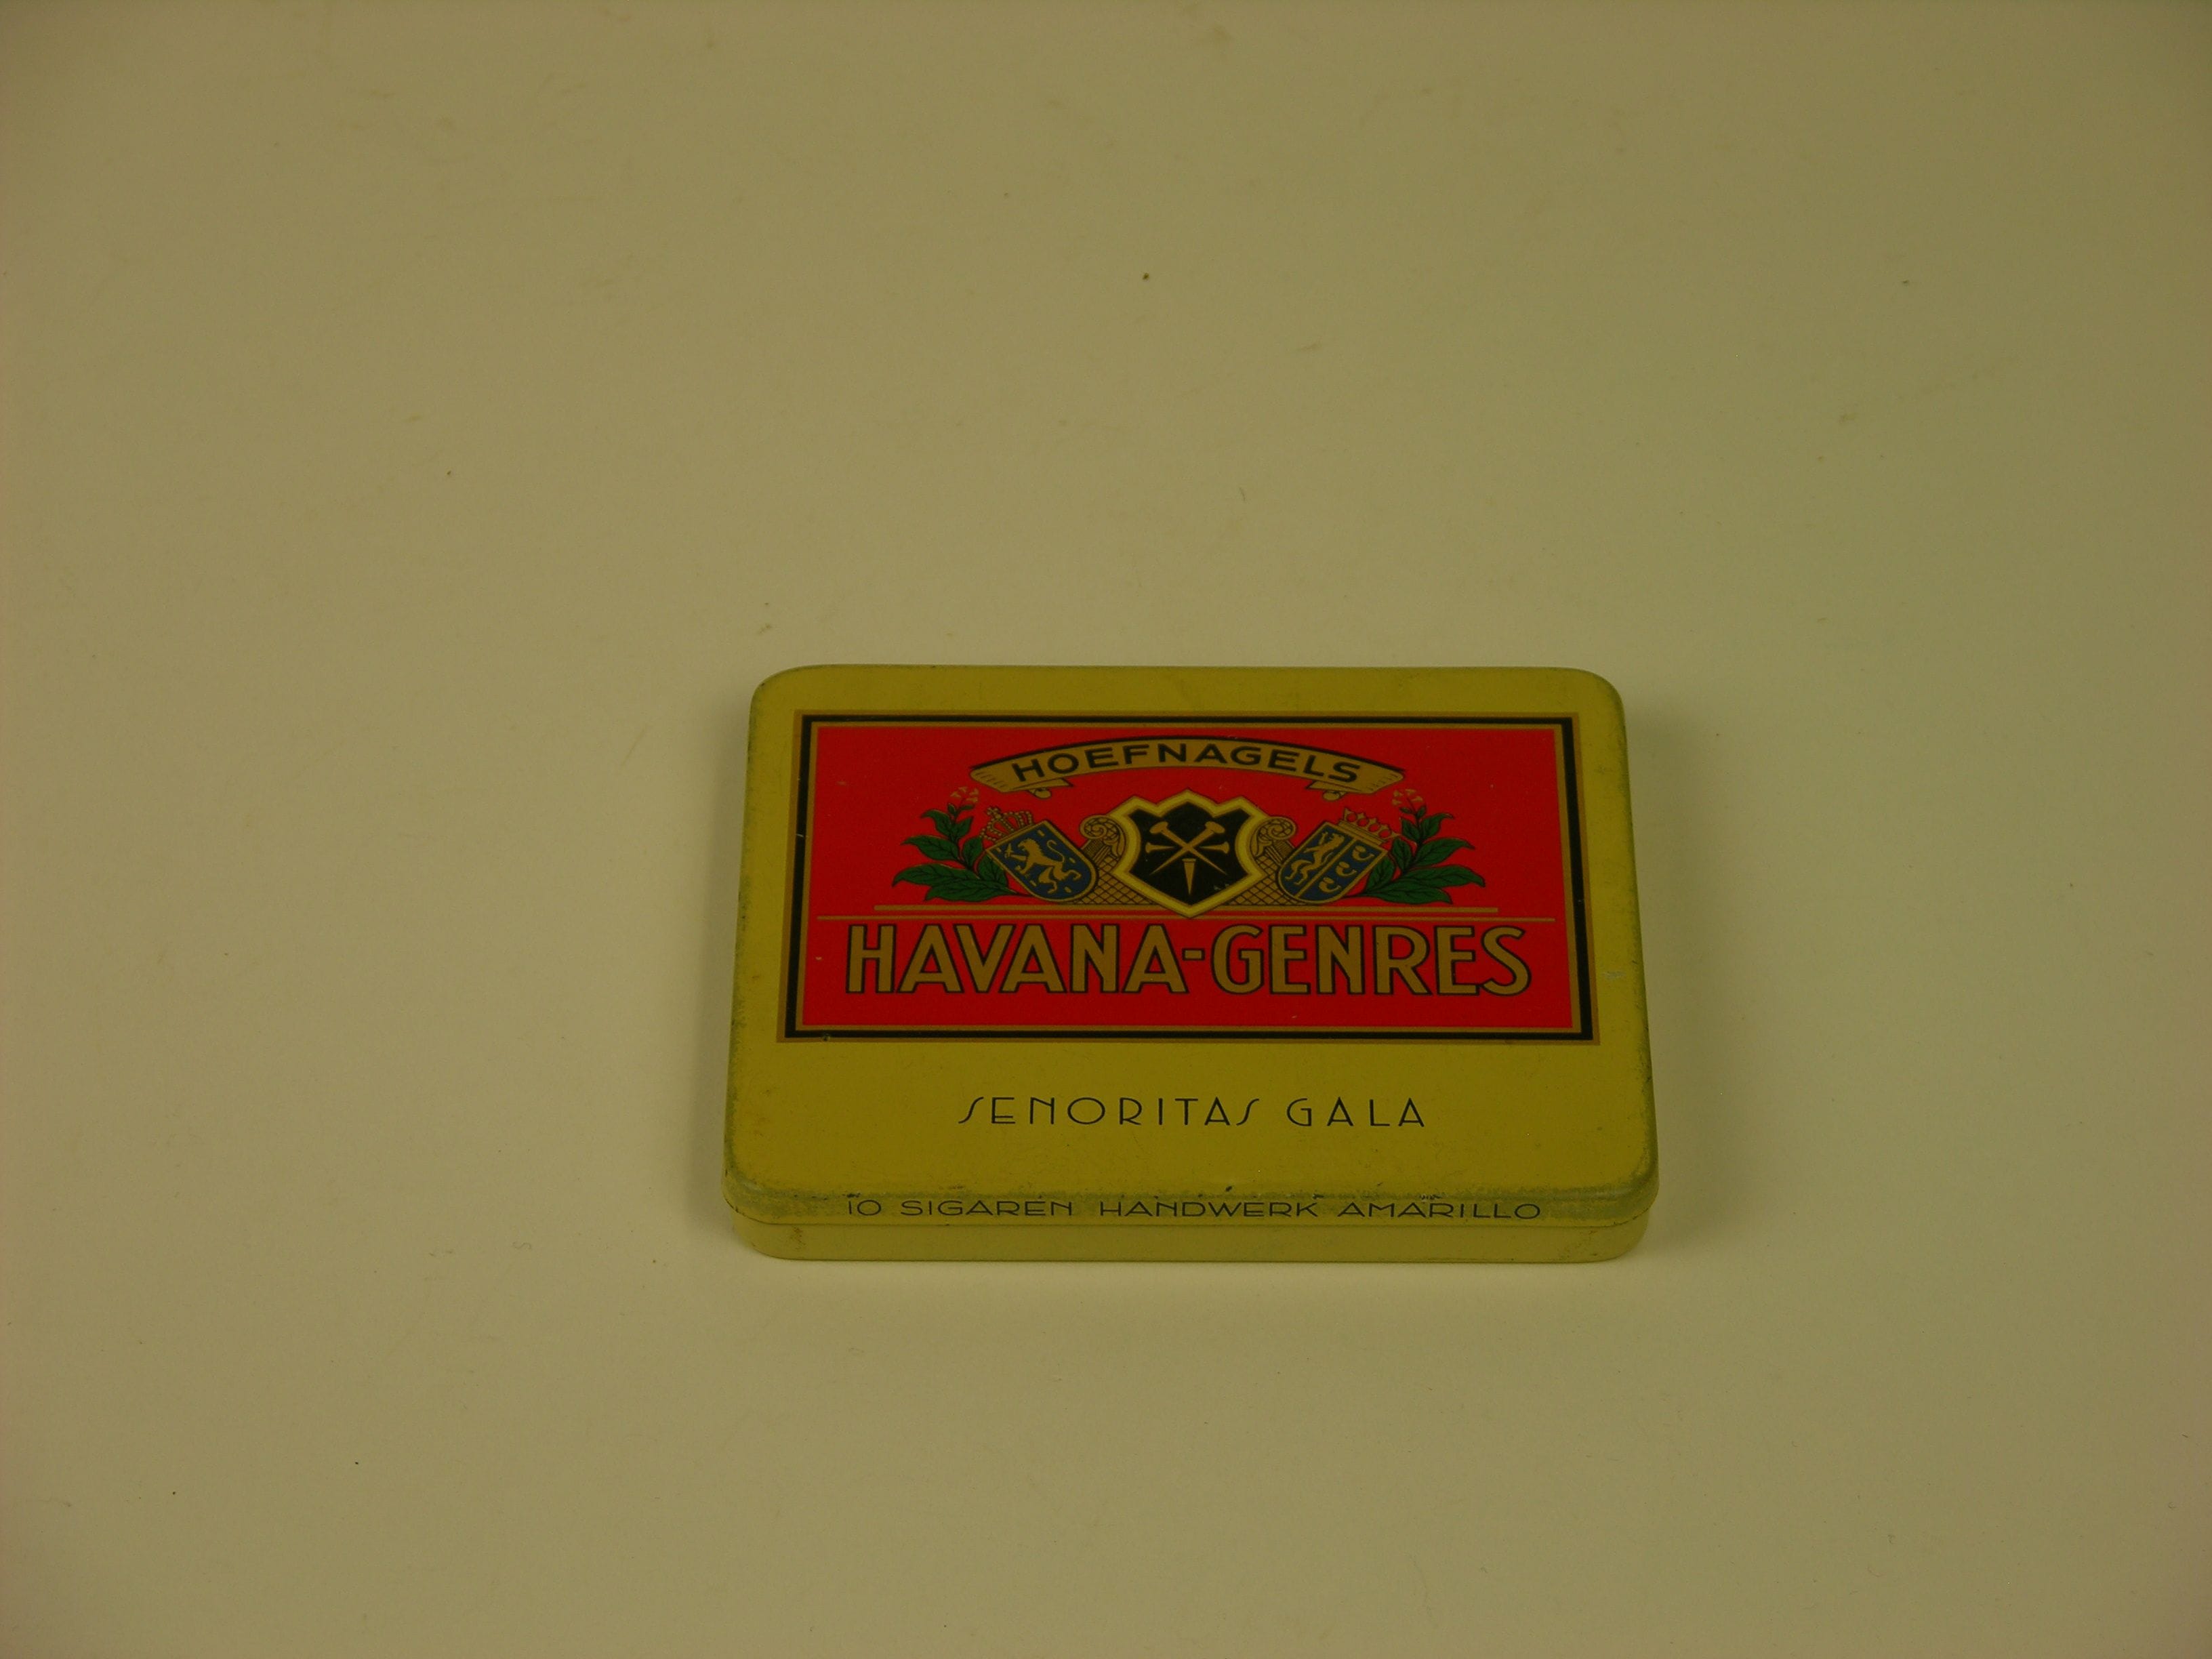 HOEFNAGELS
HAVANA-GENRES
SENORITAS GALA
10 SIGAREN HANDWERK AMARILLO